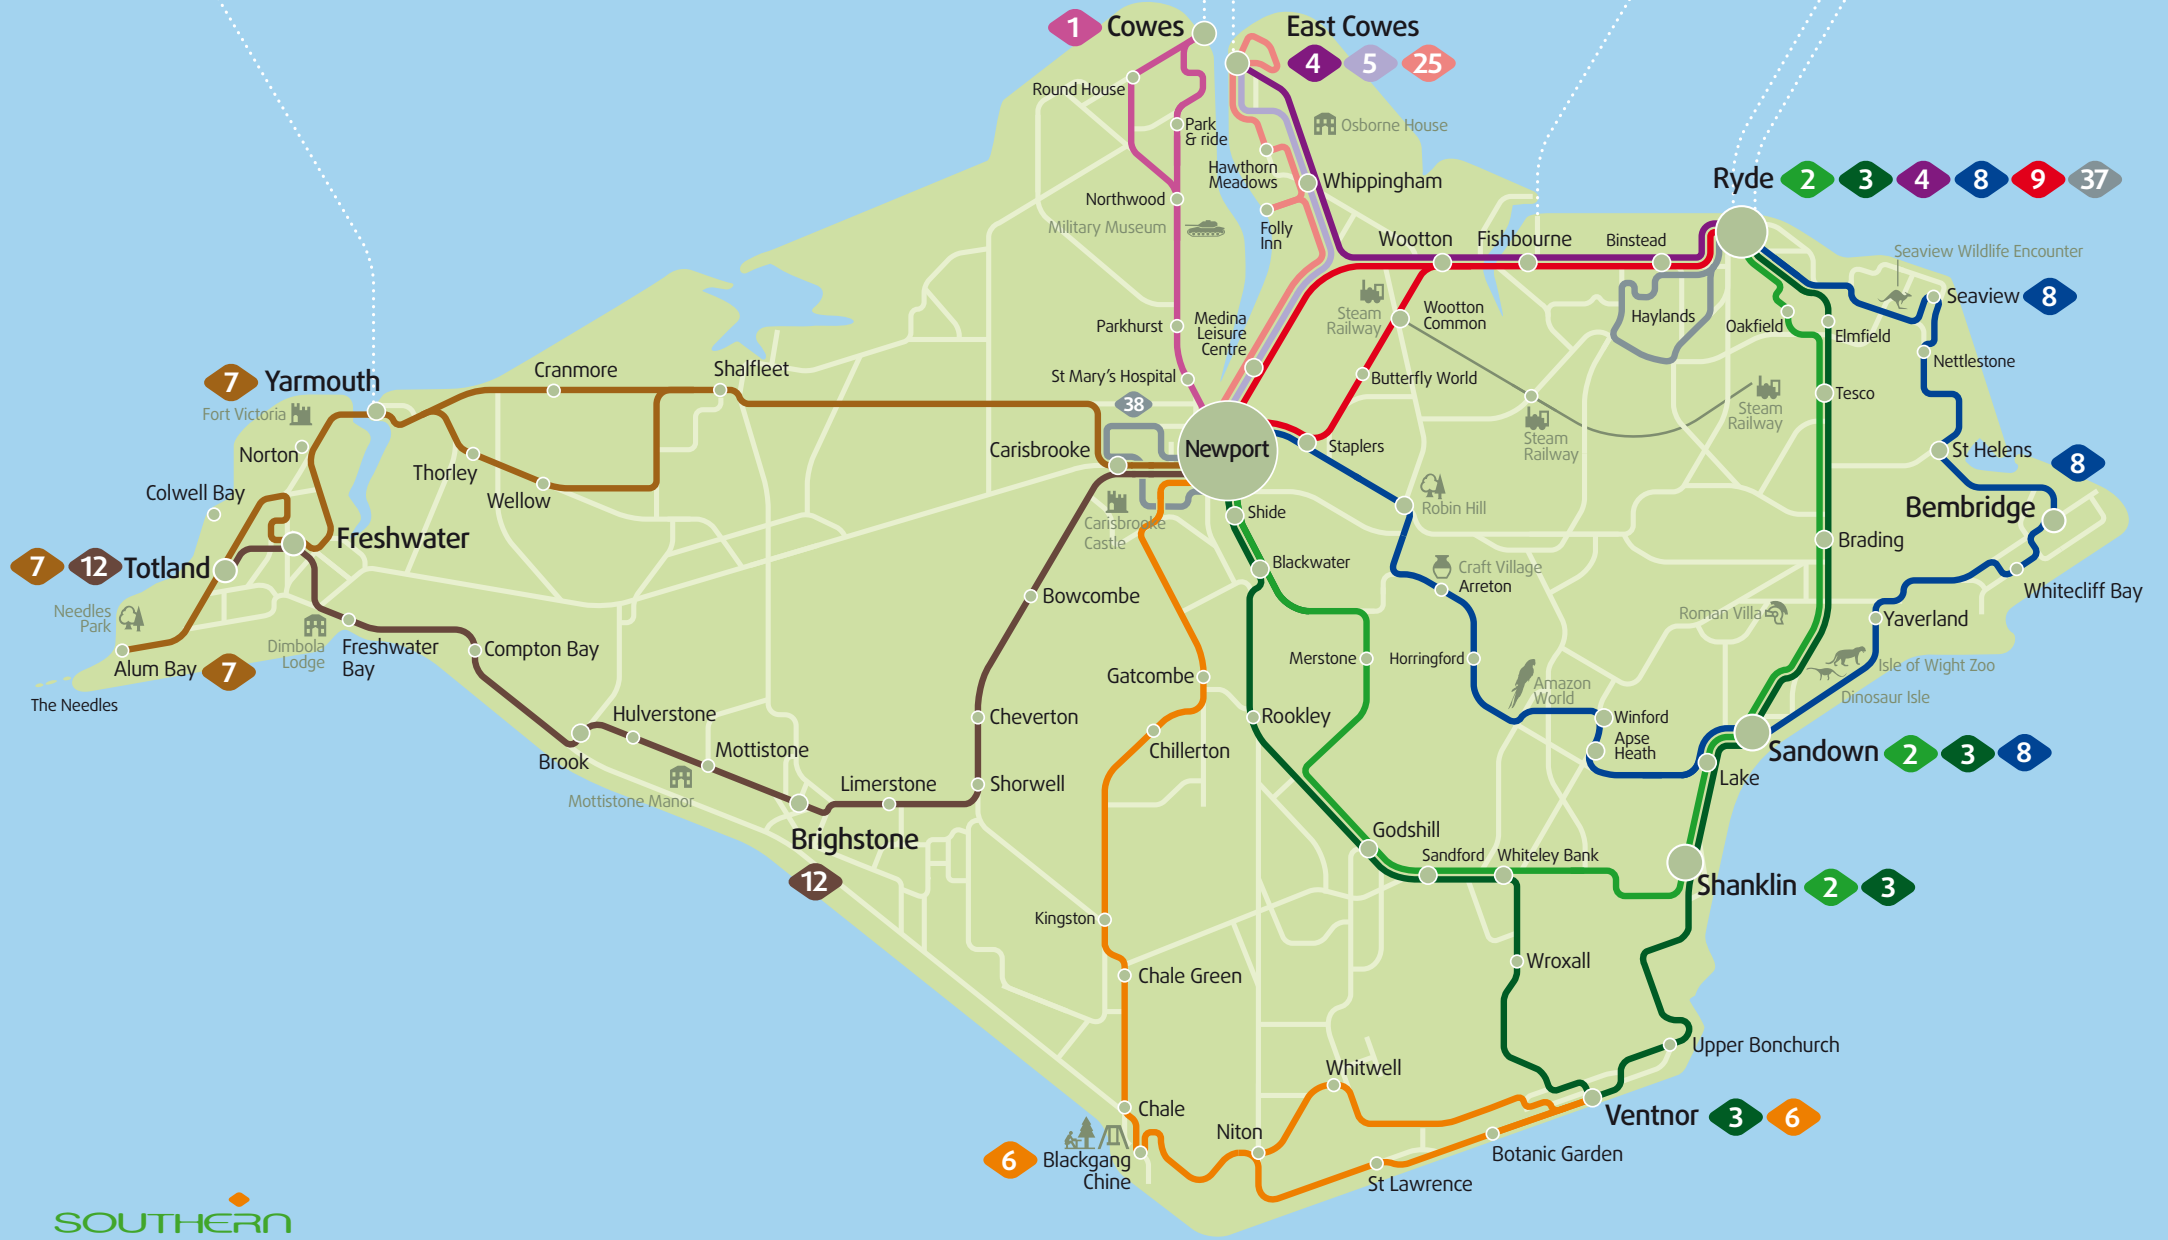 1 Cowes
East Cowes
4 5 25
Round House
Park
& ride
Osborne House
Hawthorn
Meadows
Whippingham
Ryde 2 3 4 8 9 37
Northwood
Military Museum
Folly
Inn
Wootton
Fishbourne
Binstead
Seaview Wildlife Encounter
Seaview 8
Steam
Railway
Wootton
Common
Haylands
Oakfield
Elmfield
Parkhurst
Medina
Leisure
Centre
Nettlestone
7 Yarmouth
Cranmore
Shalfleet
St Mary's Hospital
Butterfly World
Steam
Railway
Tesco
Fort Victoria
38
Norton
Thorley
Carisbrooke
Newport
Staplers
Steam
Railway
St Helens
8
Colwell Bay
Wellow
Robin Hill
Bembridge
Carisbrooke
Castle
Shide
Freshwater
7 12 Totland
Blackwater
Craft Village
Arreton
Brading
Whitecliff Bay
Needles
Park
Bowcombe
Roman Villa
Yaverland
Dimbola
Lodge
Freshwater
Bay
Compton Bay
Alum Bay 7
Merstone
Horringford
Isle of Wight Zoo
Gatcombe
Amazon
World
Dinosaur Isle
The Needles
Hulverstone
Cheverton
Rookley
Winford
Apse
Heath
Brook
Mottistone
Chillerton
Sandown 2 3 8
Lake
Mottistone Manor
Limerstone
Shorwell
Brighstone
12
Godshill
Sandford
Whiteley Bank
Shanklin 2 3
Kingston
Chale Green
Wroxall
Upper Bonchurch
Whitwell
Chale
Ventnor 3 6
Niton
6 Blackgang
Chine
Botanic Garden
St Lawrence
SOUTHERN